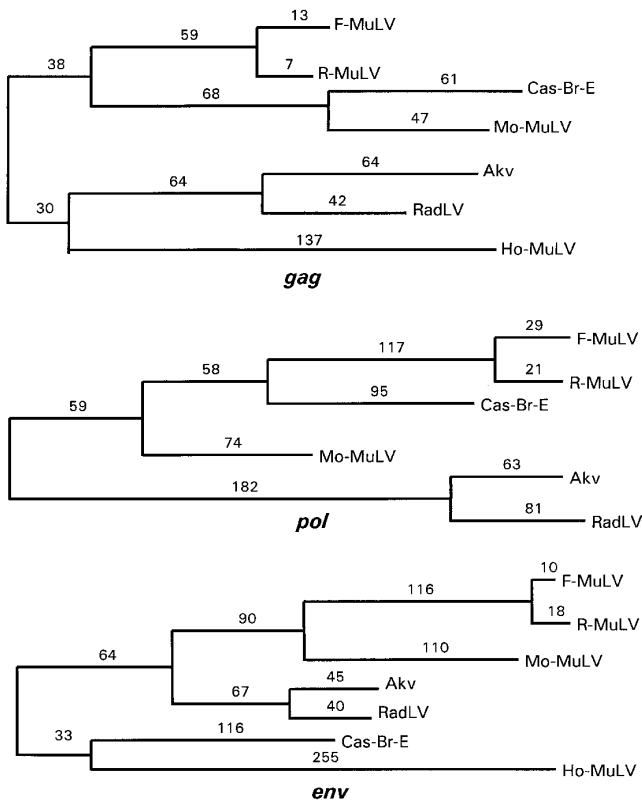 13
F-MuLV
59
7
R-MuLV
38
61
Cas-Br-E
68
47
Mo-MuLV
64
Akv
64
42
RadLV
30
137
Ho-MuLV
gag
29
F-MuLV
117
21
R-MuLV
58
95
Cas-Br-E
59
74
Mo-MuLV
63
Akv
182
81
RadLV
pol
10
F-MuLV
116
18
R-MuLV
90
110
Mo-MuLV
64
45
Akv
67
40
RadLV
116
Cas-Br-E
33
255
Ho-MuLV
env